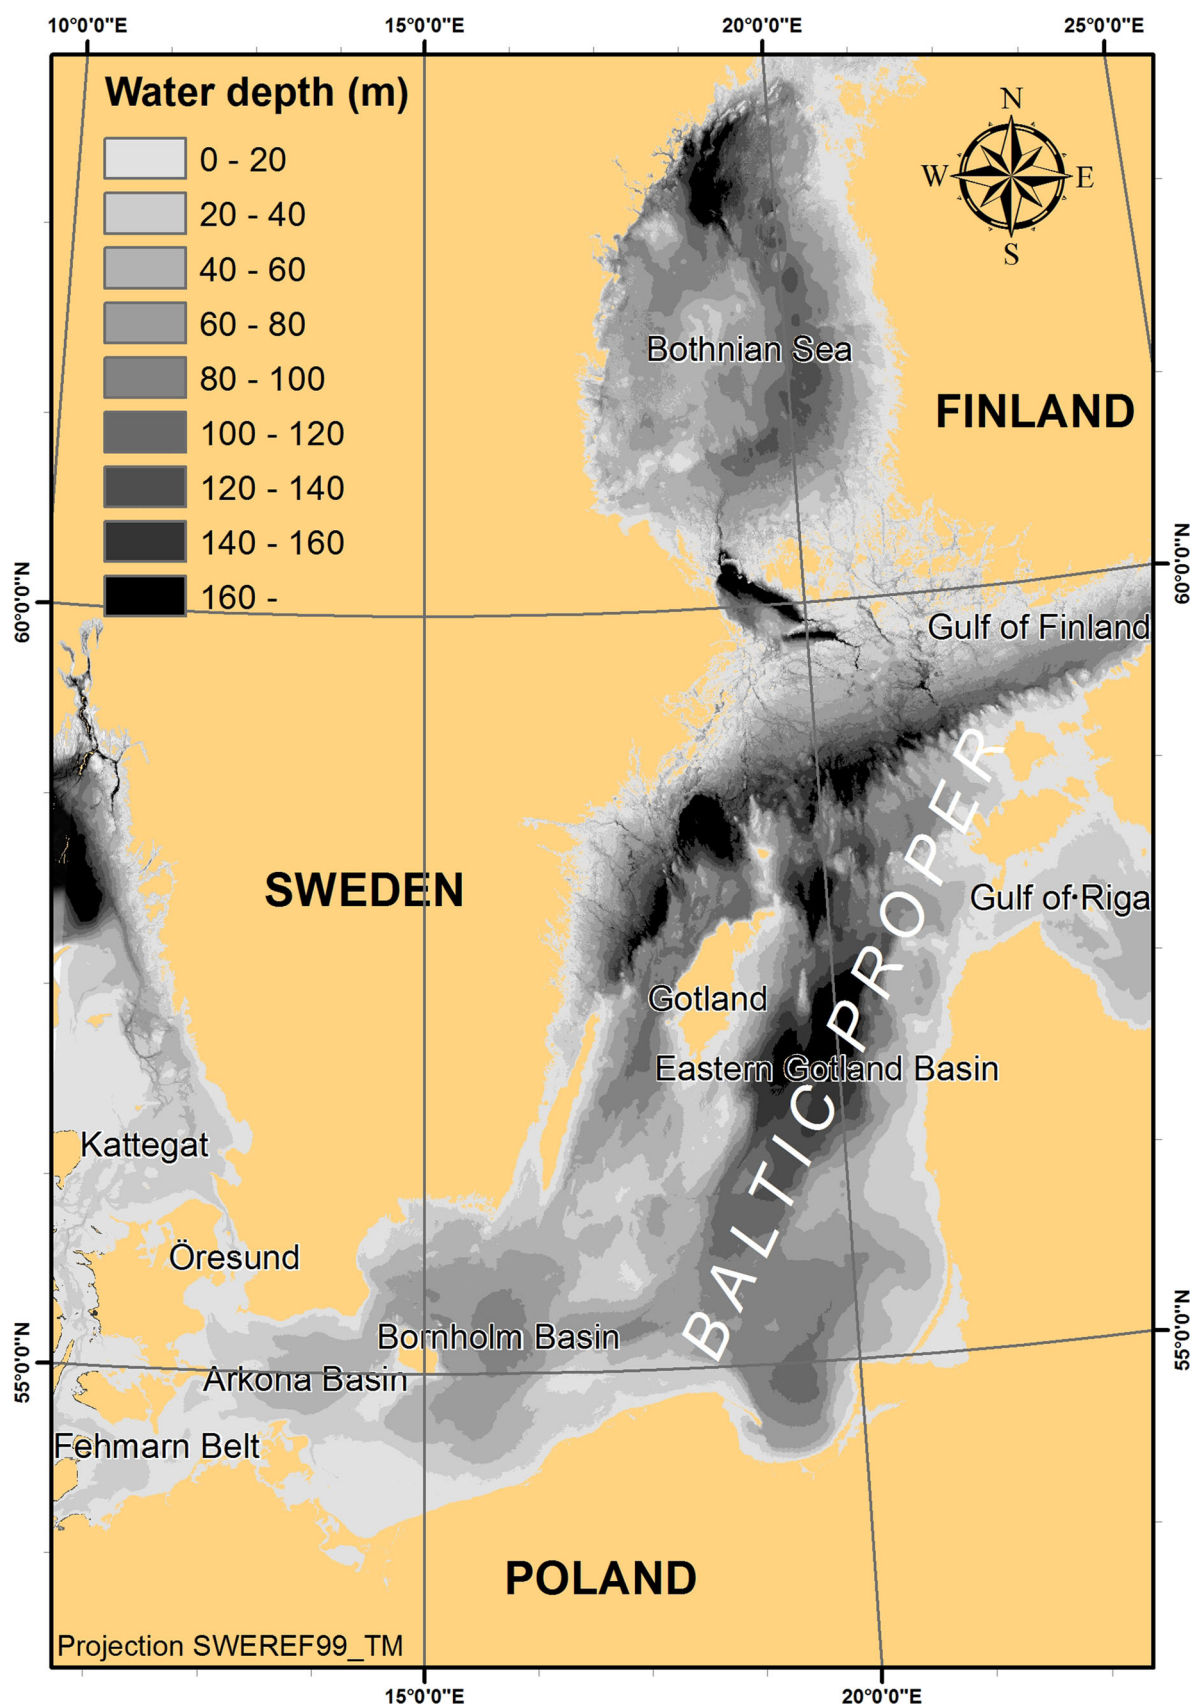 10°0'0"E 15°0'0"E 20°0'0"E 25°0'0"E
Water depth (m)
0 - 20
20 - 40
40 - 60
60 - 80
80 - 100
100 - 120
120 - 140
140 - 160
160 -
N
W E
S
Bothnian Sea
FINLAND
60°0'0"N
60°0'0"N
Gulf of Finland
SWEDEN
Gulf of Riga
BALTIC PROPER
Gotland
Eastern Gotland Basin
Kattegat
Öresund
Bornholm Basin
55°0'0"N
55°0'0"N
Arkona Basin
Fehmarn Belt
POLAND
Projection SWEREF99_TM
15°0'0"E 20°0'0"E